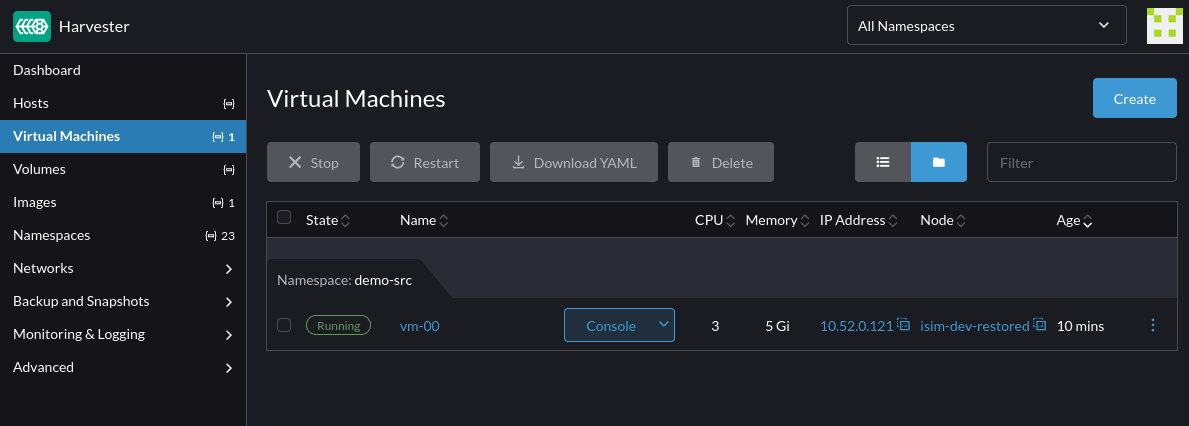 Harvester
All Namespaces
Dashboard
Hosts
Virtual Machines 1
Volumes
Images 1
Namespaces 23
Networks
Backup and Snapshots
Monitoring & Logging
Advanced
Virtual Machines
Create
Stop Restart Download YAML Delete Filter
State Name CPU Memory IP Address Node Age
Namespace: demo-src
Running vm-00 Console 3 5 Gi 10.52.0.121 isim-dev-restored 10 mins